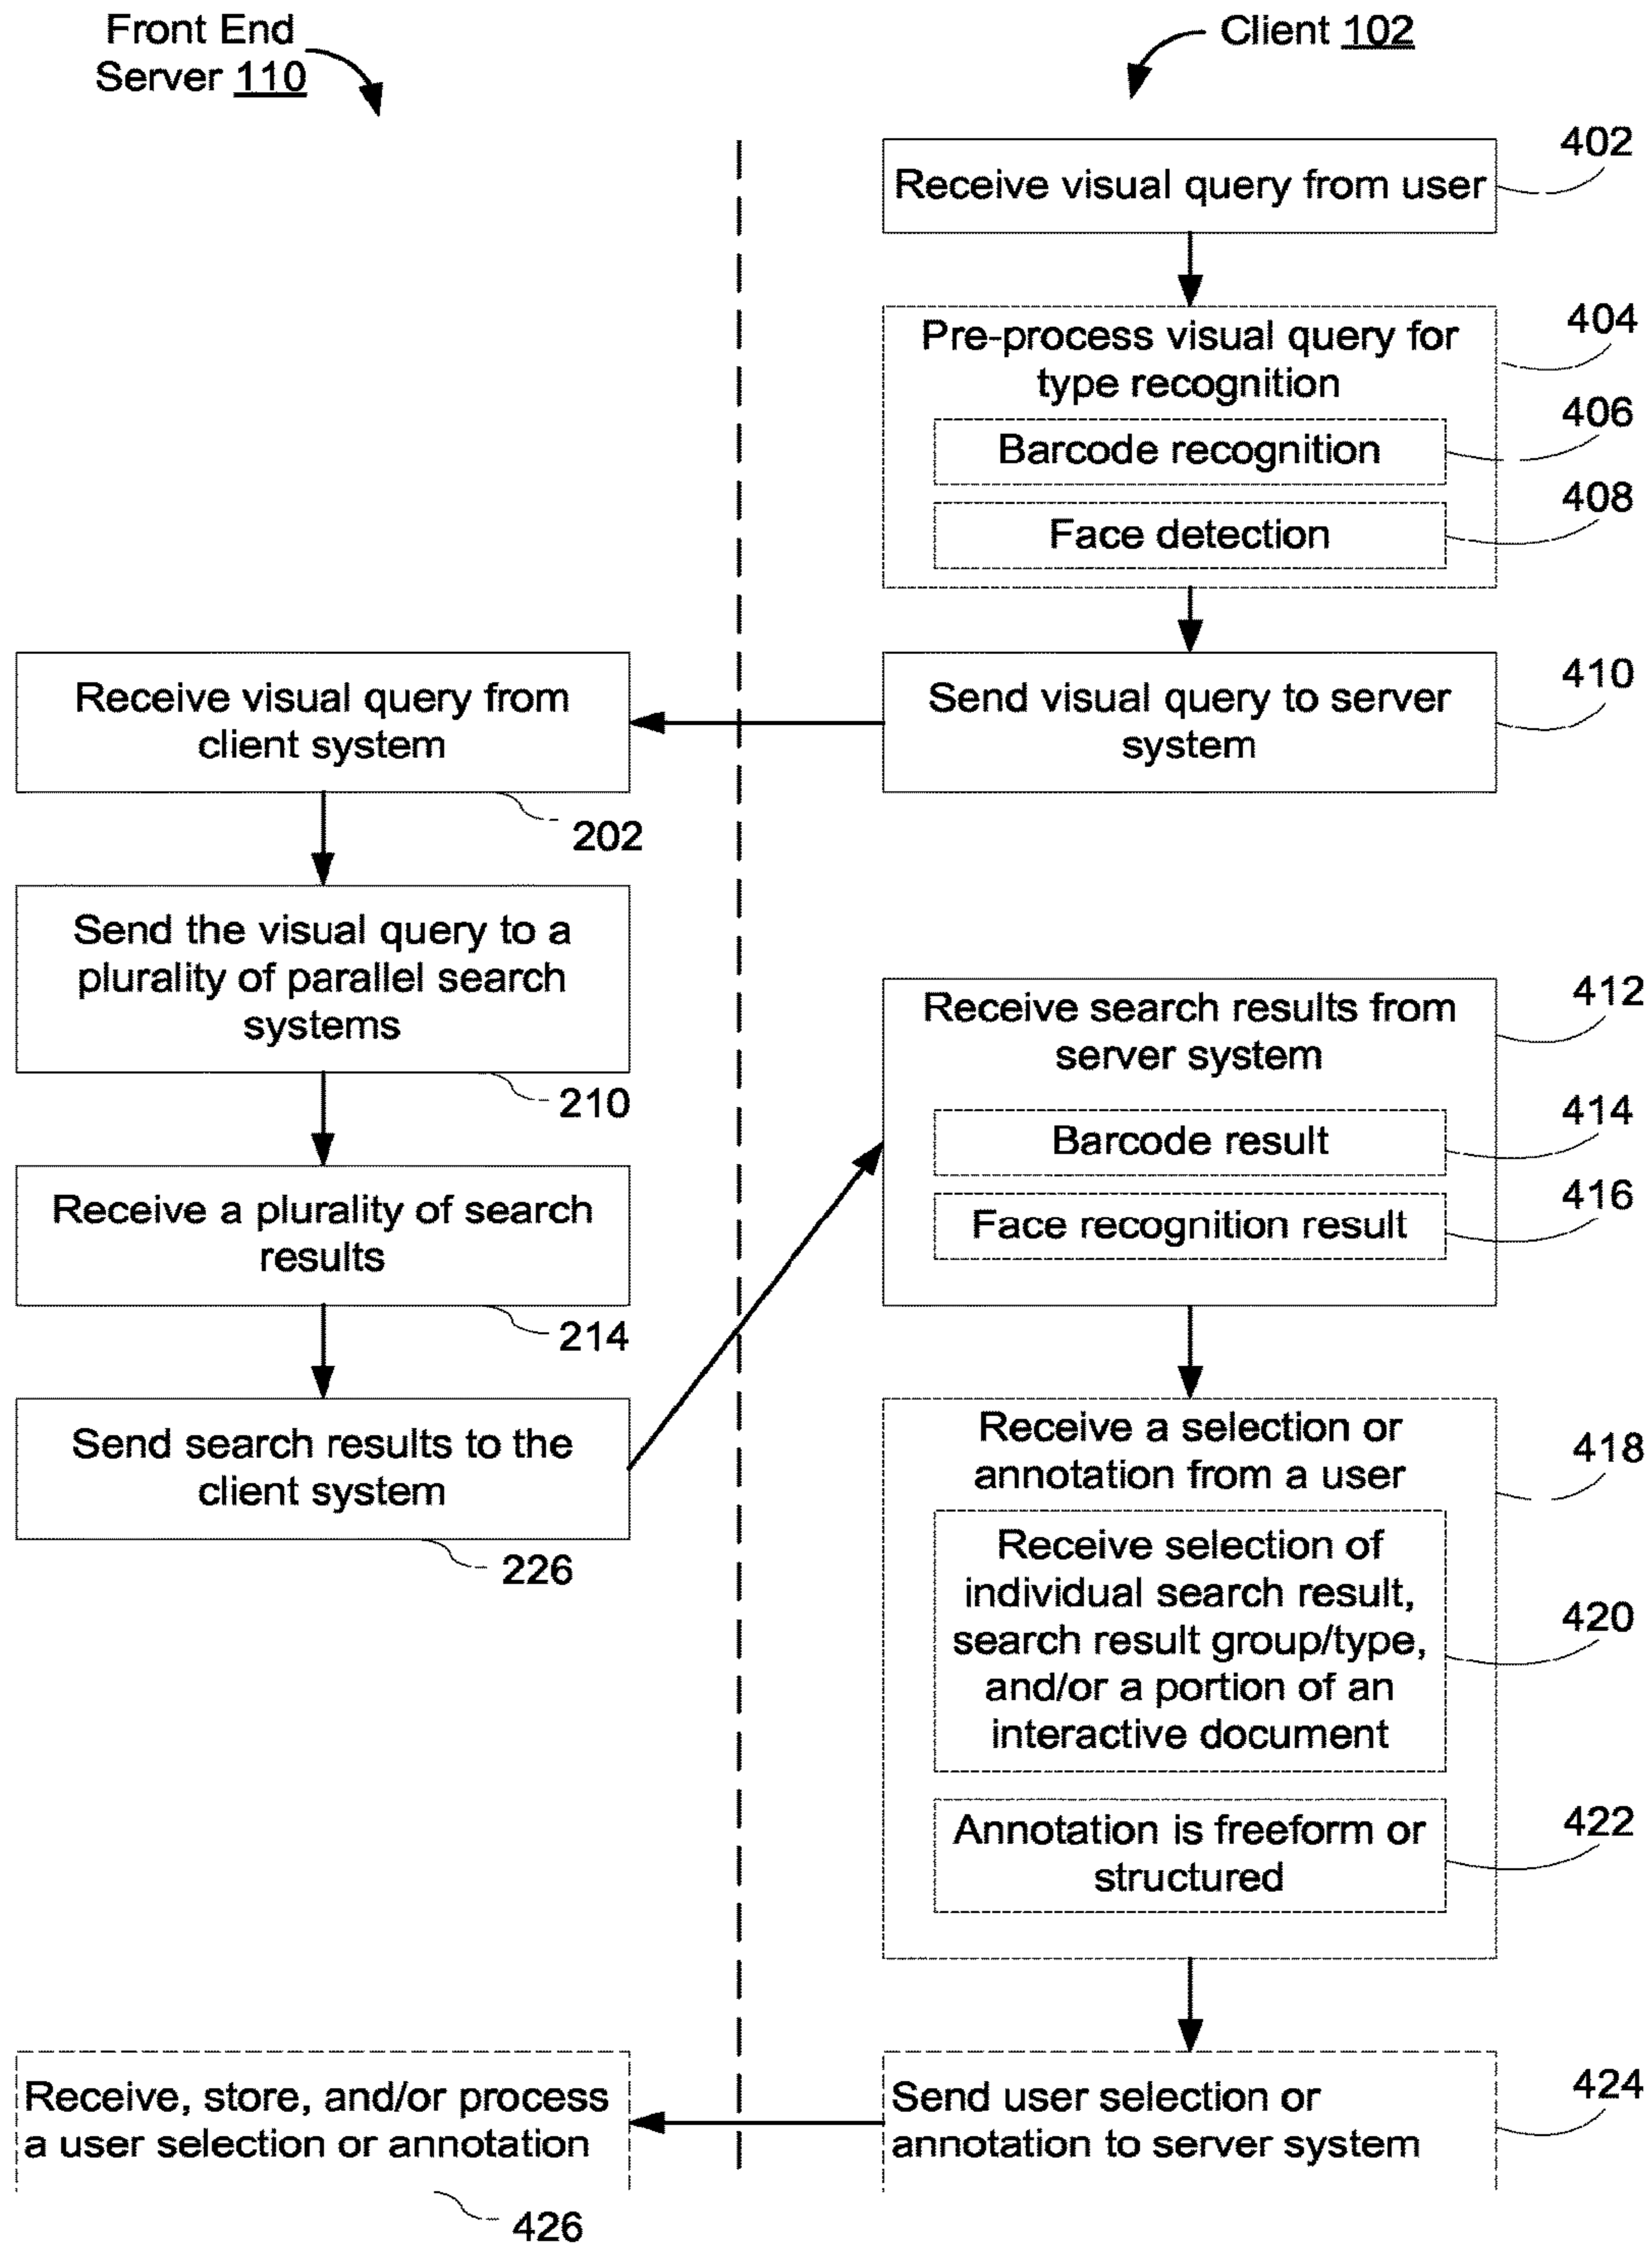 Front End
Server 110
Client 102
Receive visual query from user
402
Pre-process visual query for
type recognition
404
Barcode recognition
406
Face detection
408
Send visual query to server
system
410
Receive visual query from
client system
202
Send the visual query to a
plurality of parallel search
systems
210
Receive a plurality of search
results
214
Send search results to the
client system
226
Receive search results from
server system
412
Barcode result
414
Face recognition result
416
Receive a selection or
annotation from a user
418
Receive selection of
individual search result,
search result group/type,
and/or a portion of an
interactive document
420
Annotation is freeform or
structured
422
Send user selection or
annotation to server system
424
Receive, store, and/or process
a user selection or annotation
426